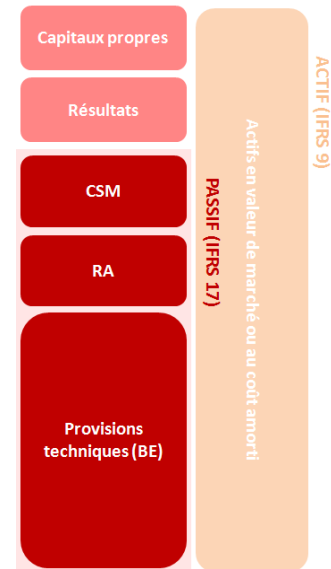 Capitaux propres
Résultats
CSM
RA
Provisions
techniques (BE)
PASSIF (IFRS 17)
Actifs en valeur de marché ou au coût amorti
ACTIF (IFRS 9)